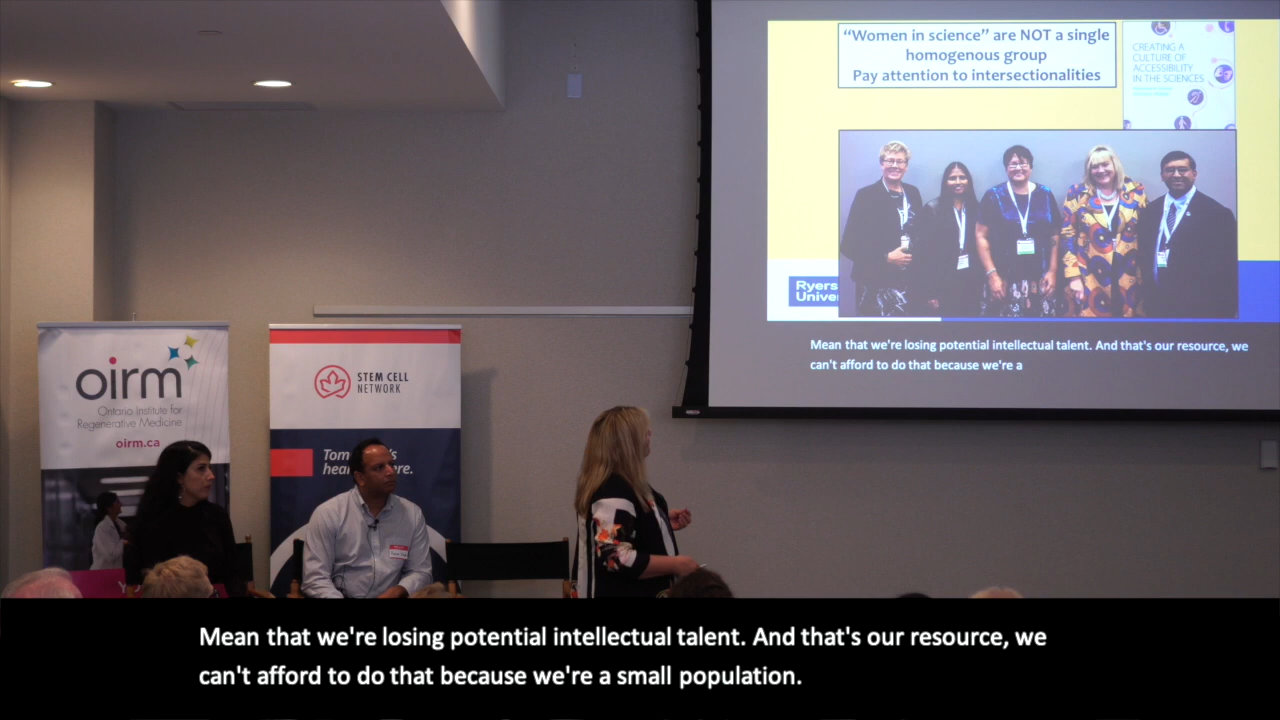 “Women in science” are NOT a single
homogenous group
Pay attention to intersectionalities
CREATING A
CULTURE OF
ACCESSIBILITY
IN THE SCIENCES
Ryers
Univer
Mean that we're losing potential intellectual talent. And that's our resource, we
can't afford to do that because we're a
oirm
Ontario Institute for
Regenerative Medicine
oirm.ca
STEM CELL
NETWORK
Mean that we're losing potential intellectual talent. And that's our resource, we
can't afford to do that because we're a small population.